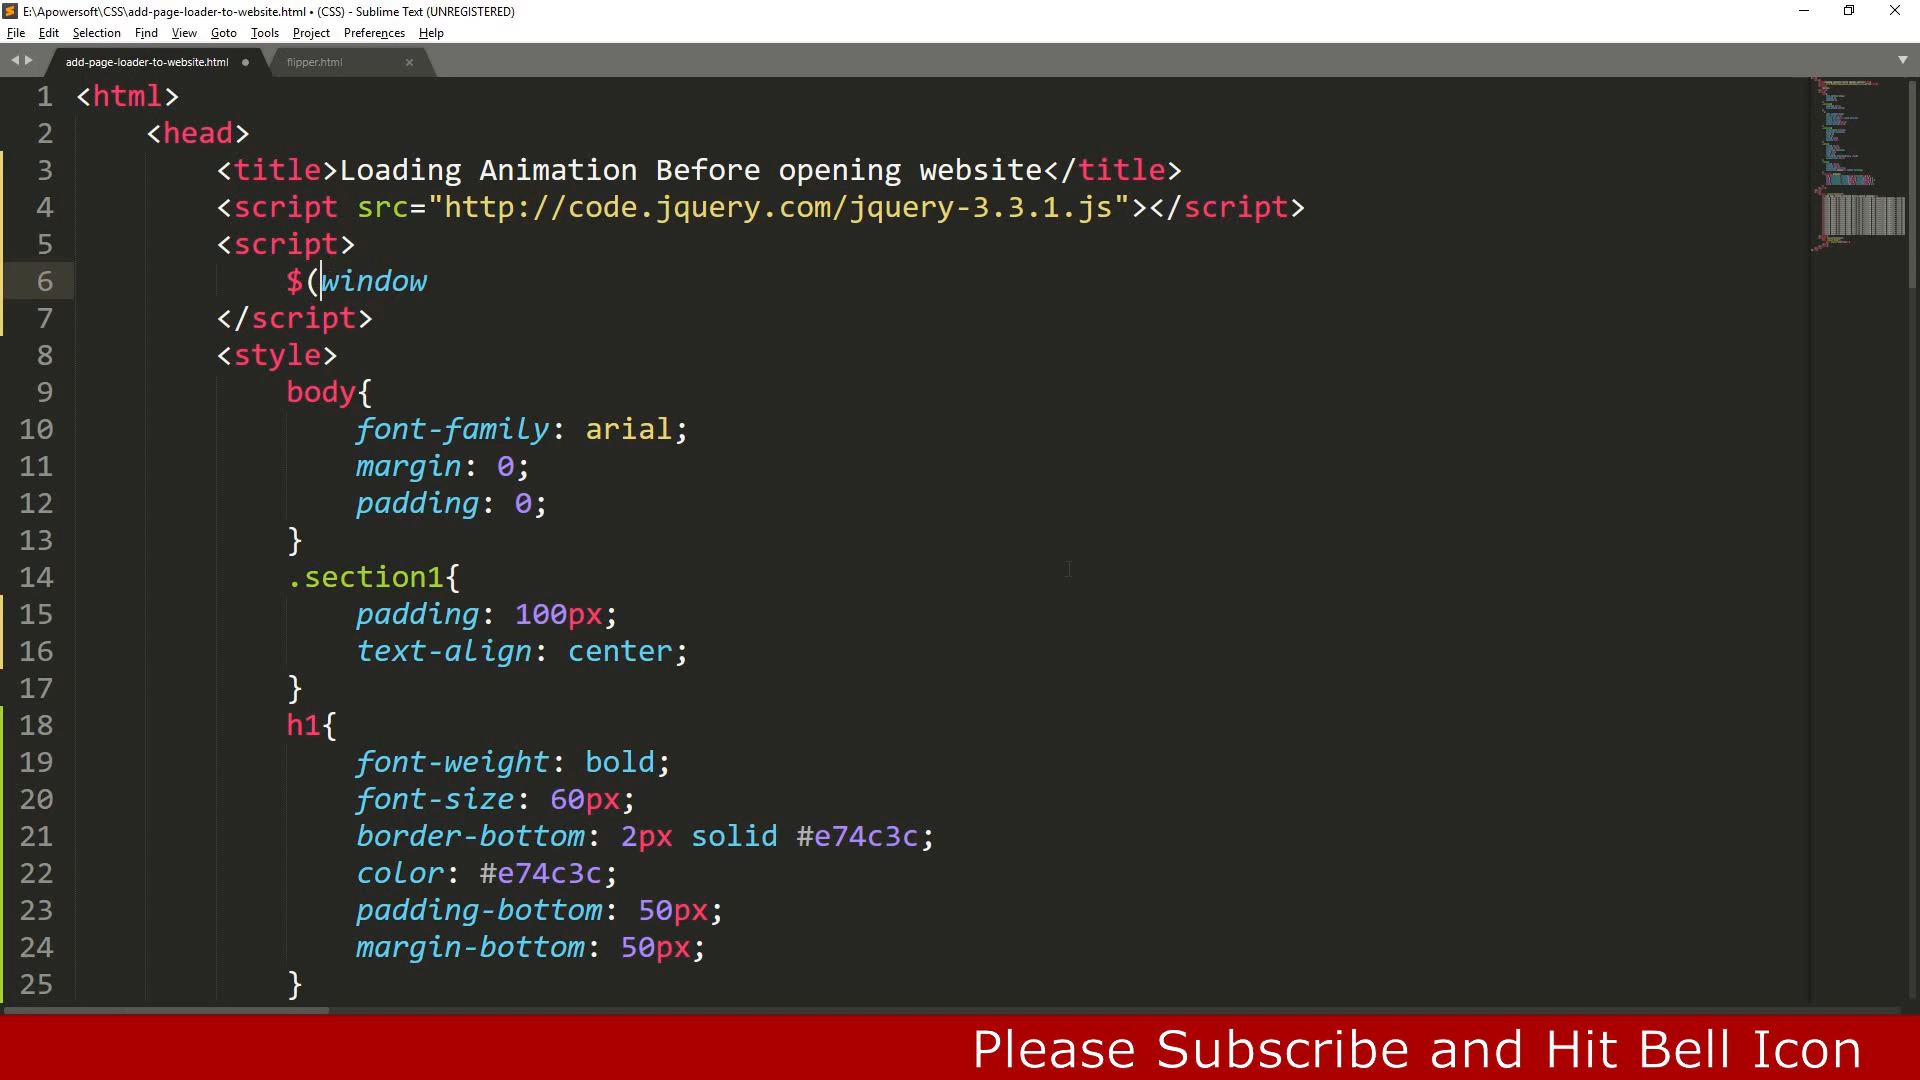 E:\Apowersoft\CSS\add-page-loader-to-website.html • (CSS) - Sublime Text (UNREGISTERED)
File Edit Selection Find View Goto Tools Project Preferences Help
add-page-loader-to-website.html flipper.html
1 <html>
2 <head>
3 <title>Loading Animation Before opening website</title>
4 <script src="http://code.jquery.com/jquery-3.3.1.js"></script>
5 <script>
6 $(window
7 </script>
8 <style>
9 body{
10 font-family: arial;
11 margin: 0;
12 padding: 0;
13 }
14 .section1{
15 padding: 100px;
16 text-align: center;
17 }
18 h1{
19 font-weight: bold;
20 font-size: 60px;
21 border-bottom: 2px solid #e74c3c;
22 color: #e74c3c;
23 padding-bottom: 50px;
24 margin-bottom: 50px;
25 }
Please Subscribe and Hit Bell Icon